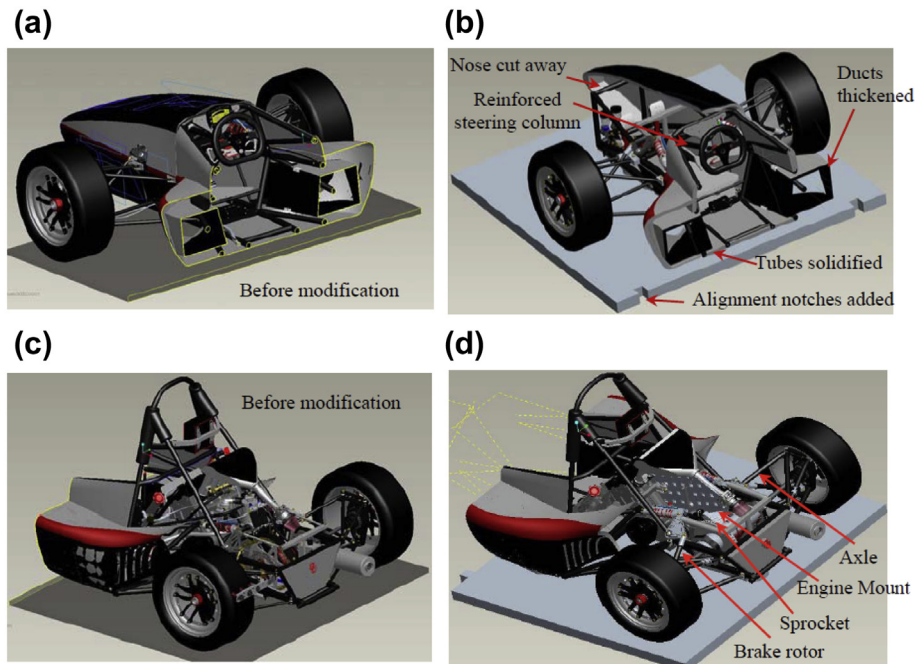 (a)
Before modification
(b)
Nose cut away
Reinforced
steering column
Ducts
thickened
Tubes solidified
Alignment notches added
(c)
Before modification
(d)
Axle
Engine Mount
Sprocket
Brake rotor